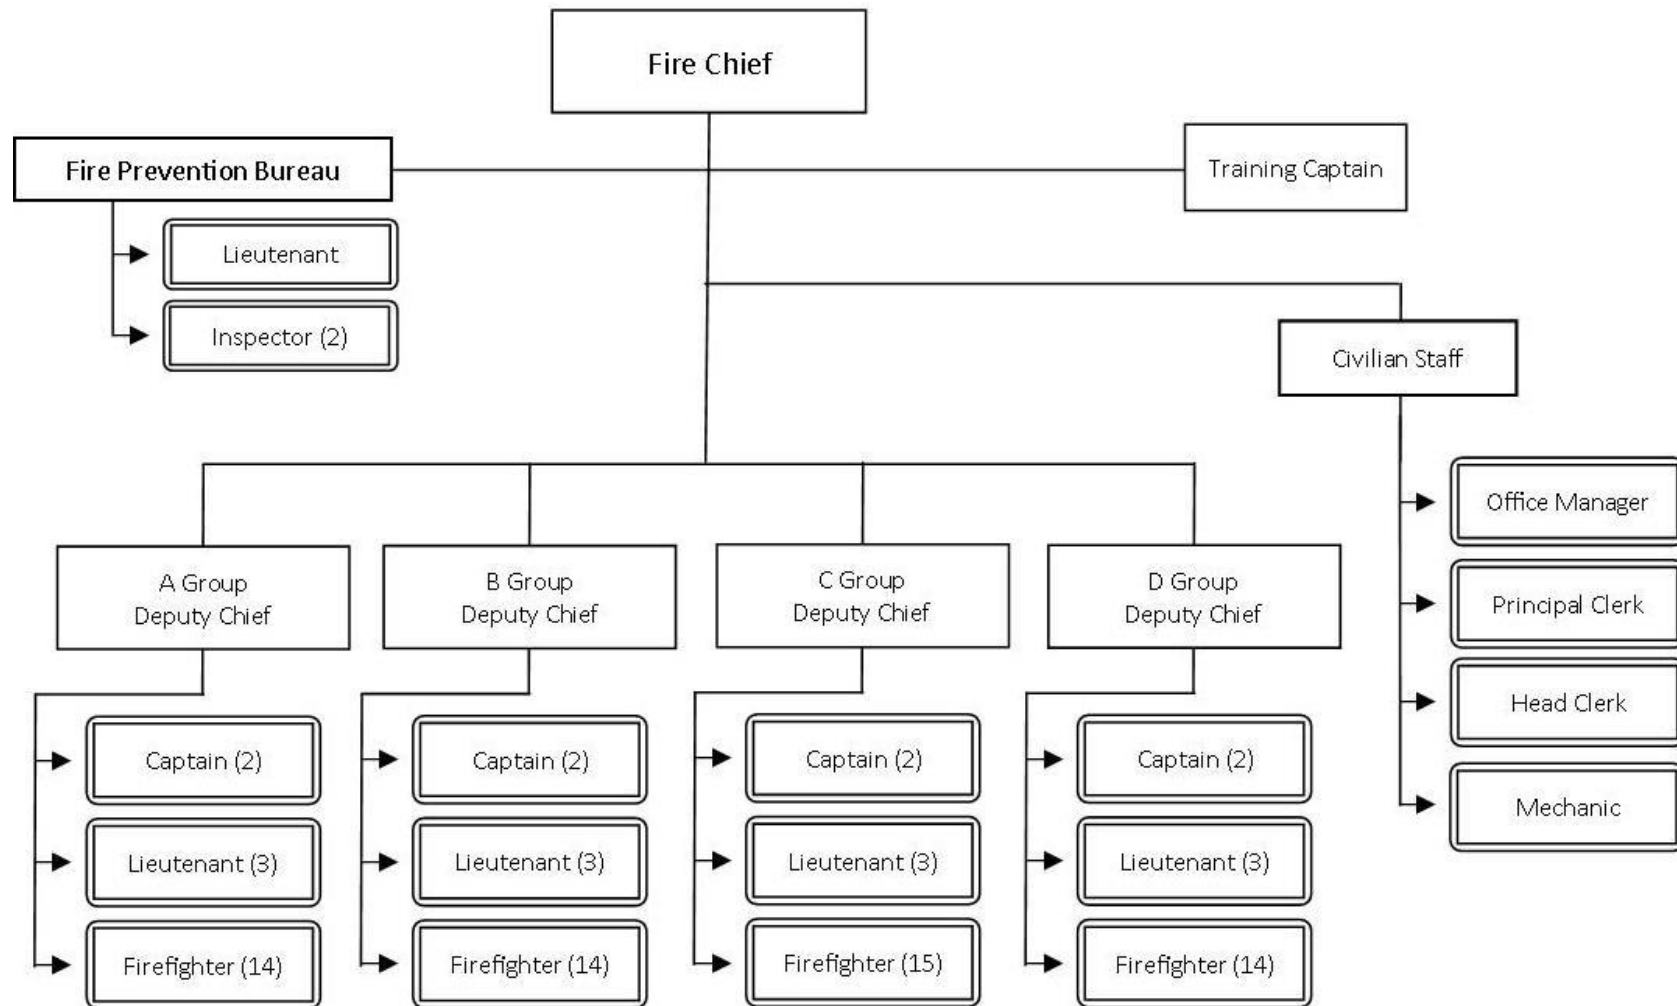 Fire Chief
Fire Prevention Bureau
Training Captain
Lieutenant
Inspector (2)
Civilian Staff
Office Manager
Principal Clerk
Head Clerk
Mechanic
A Group
Deputy Chief
Captain (2)
Lieutenant (3)
Firefighter (14)
B Group
Deputy Chief
Captain (2)
Lieutenant (3)
Firefighter (14)
C Group
Deputy Chief
Captain (2)
Lieutenant (3)
Firefighter (15)
D Group
Deputy Chief
Captain (2)
Lieutenant (3)
Firefighter (14)